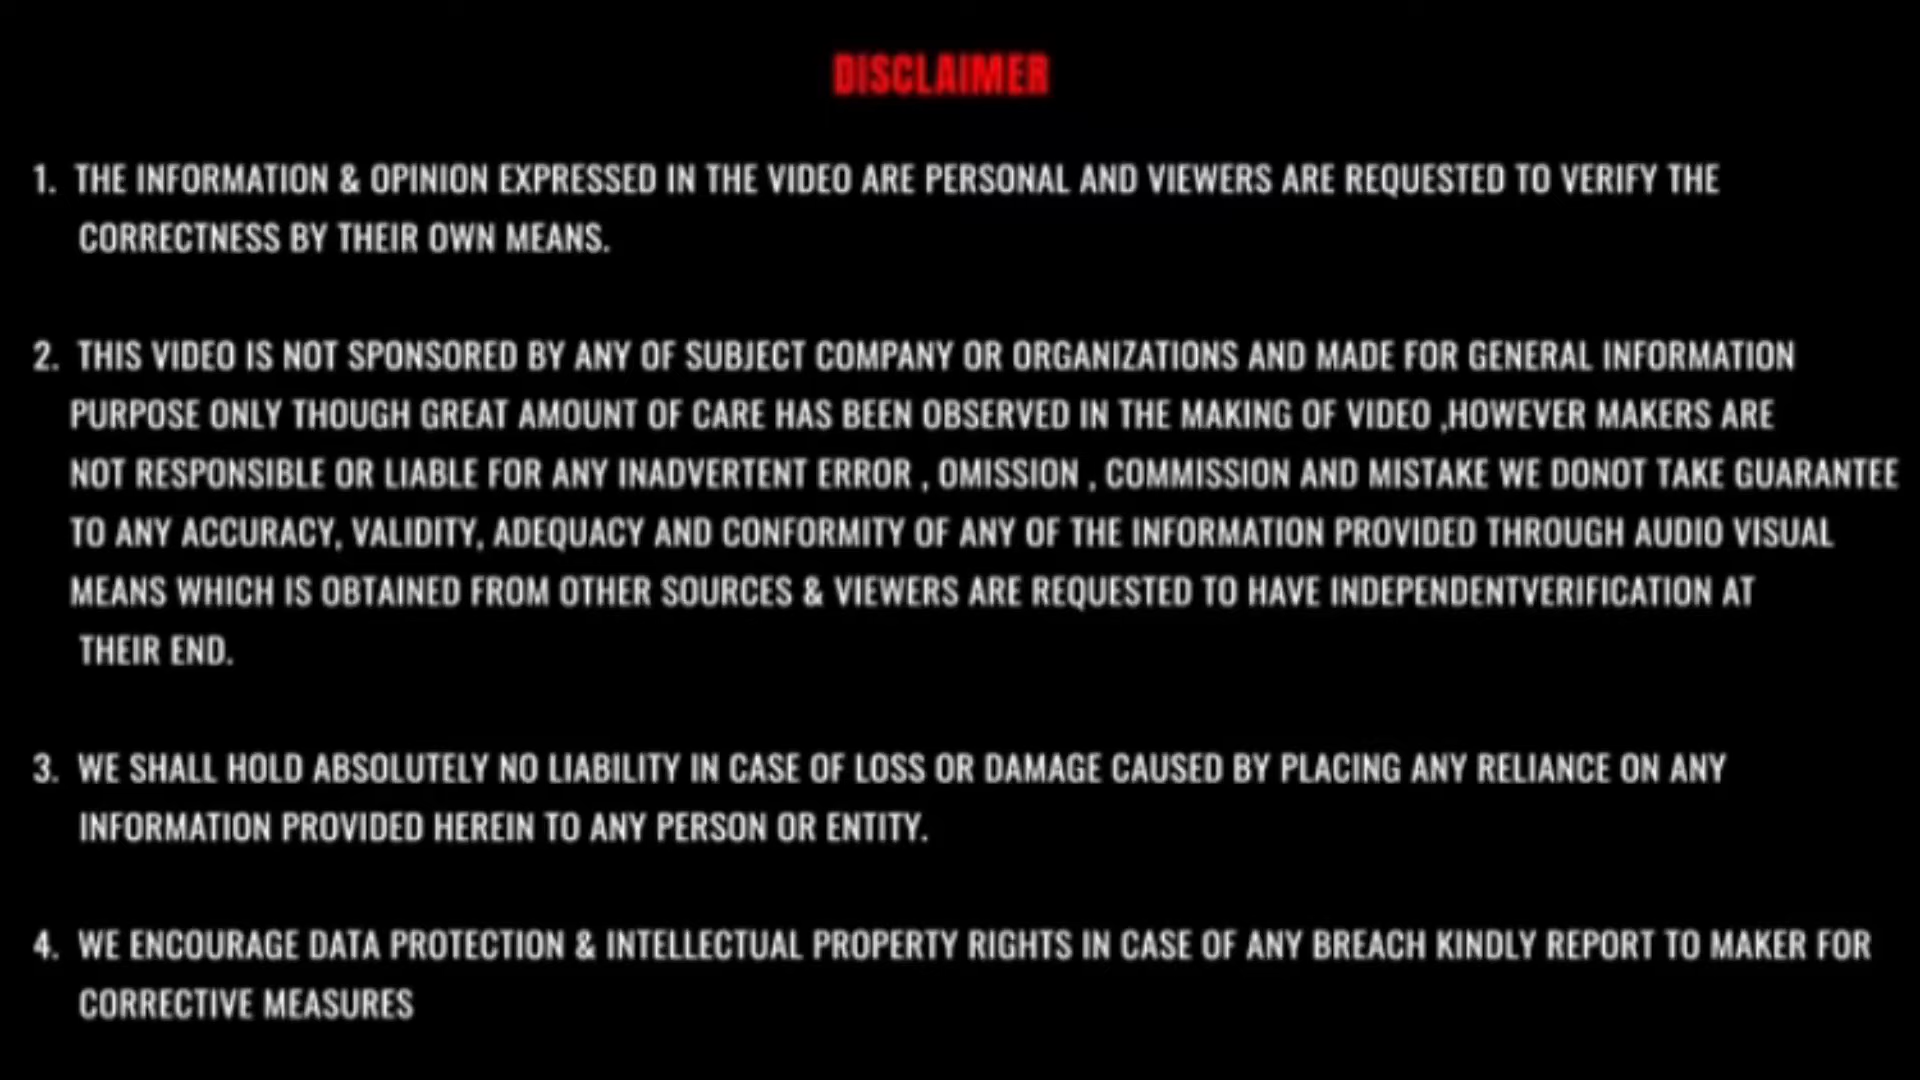 DISCLAIMER
1. THE INFORMATION & OPINION EXPRESSED IN THE VIDEO ARE PERSONAL AND VIEWERS ARE REQUESTED TO VERIFY THE
CORRECTNESS BY THEIR OWN MEANS.
2. THIS VIDEO IS NOT SPONSORED BY ANY OF SUBJECT COMPANY OR ORGANIZATIONS AND MADE FOR GENERAL INFORMATION
PURPOSE ONLY THOUGH GREAT AMOUNT OF CARE HAS BEEN OBSERVED IN THE MAKING OF VIDEO ,HOWEVER MAKERS ARE
NOT RESPONSIBLE OR LIABLE FOR ANY INADVERTENT ERROR , OMISSION , COMMISSION AND MISTAKE WE DONOT TAKE GUARANTEE
TO ANY ACCURACY, VALIDITY, ADEQUACY AND CONFORMITY OF ANY OF THE INFORMATION PROVIDED THROUGH AUDIO VISUAL
MEANS WHICH IS OBTAINED FROM OTHER SOURCES & VIEWERS ARE REQUESTED TO HAVE INDEPENDENTVERIFICATION AT
THEIR END.
3. WE SHALL HOLD ABSOLUTELY NO LIABILITY IN CASE OF LOSS OR DAMAGE CAUSED BY PLACING ANY RELIANCE ON ANY
INFORMATION PROVIDED HEREIN TO ANY PERSON OR ENTITY.
4. WE ENCOURAGE DATA PROTECTION & INTELLECTUAL PROPERTY RIGHTS IN CASE OF ANY BREACH KINDLY REPORT TO MAKER FOR
CORRECTIVE MEASURES